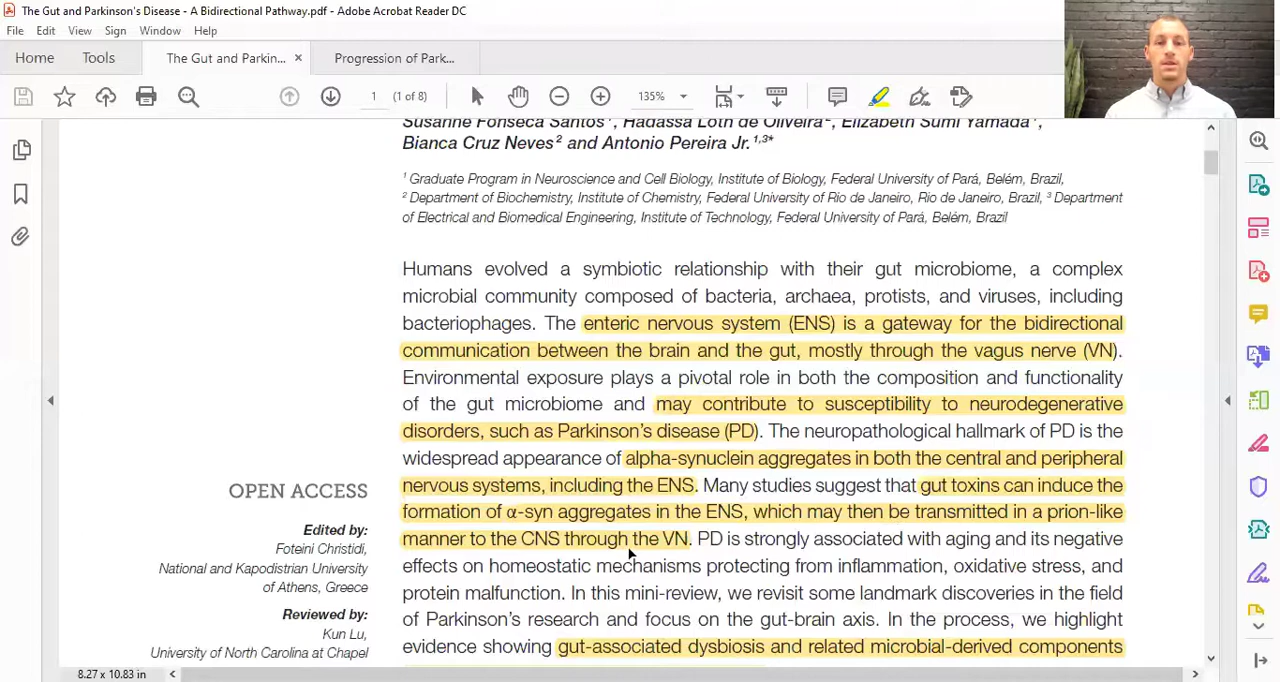 The Gut and Parkinson's Disease - A Bidirectional Pathway.pdf - Adobe Acrobat Reader DC
File Edit View Sign Window Help
Home Tools The Gut and Parkin... × Progression of Park...
1 (1 of 8) 135%
Susanne Fonseca Santos¹, Hadassa Loth de Oliveira², Elizabeth Sumi Yamada¹,
Bianca Cruz Neves² and Antonio Pereira Jr.¹,³*
¹ Graduate Program in Neuroscience and Cell Biology, Institute of Biology, Federal University of Pará, Belém, Brazil,
² Department of Biochemistry, Institute of Chemistry, Federal University of Rio de Janeiro, Rio de Janeiro, Brazil, ³ Department
of Electrical and Biomedical Engineering, Institute of Technology, Federal University of Pará, Belém, Brazil
Humans evolved a symbiotic relationship with their gut microbiome, a complex
microbial community composed of bacteria, archaea, protists, and viruses, including
bacteriophages. The enteric nervous system (ENS) is a gateway for the bidirectional
communication between the brain and the gut, mostly through the vagus nerve (VN).
Environmental exposure plays a pivotal role in both the composition and functionality
of the gut microbiome and may contribute to susceptibility to neurodegenerative
disorders, such as Parkinson's disease (PD). The neuropathological hallmark of PD is the
widespread appearance of alpha-synuclein aggregates in both the central and peripheral
nervous systems, including the ENS. Many studies suggest that gut toxins can induce the
formation of α-syn aggregates in the ENS, which may then be transmitted in a prion-like
manner to the CNS through the VN. PD is strongly associated with aging and its negative
effects on homeostatic mechanisms protecting from inflammation, oxidative stress, and
protein malfunction. In this mini-review, we revisit some landmark discoveries in the field
of Parkinson's research and focus on the gut-brain axis. In the process, we highlight
evidence showing gut-associated dysbiosis and related microbial-derived components
OPEN ACCESS
Edited by:
Foteini Christidi,
National and Kapodistrian University
of Athens, Greece
Reviewed by:
Kun Lu,
University of North Carolina at Chapel
8.27 x 10.83 in